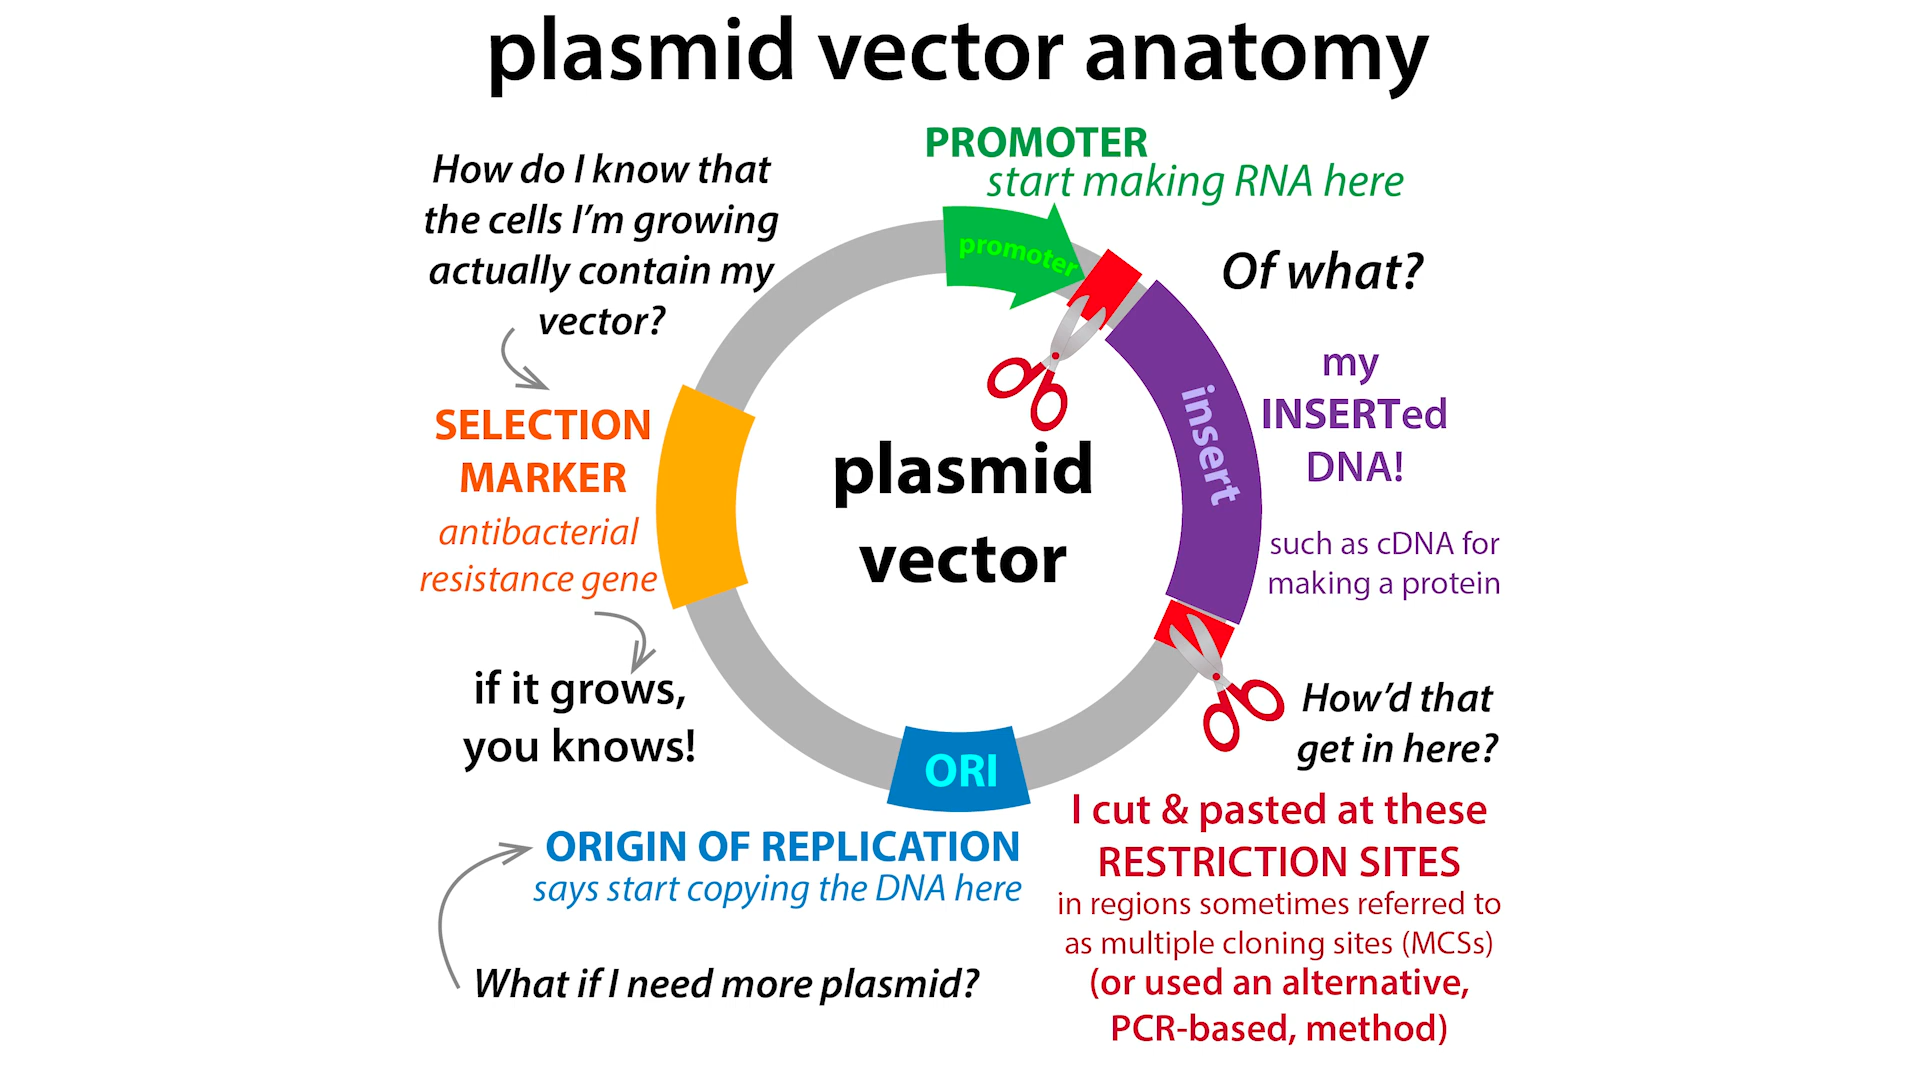 plasmid vector anatomy
PROMOTER
start making RNA here
How do I know that
the cells I'm growing
actually contain my
vector?
promoter
Of what?
my
INSERTed
DNA!
insert
such as cDNA for
making a protein
SELECTION
MARKER
antibacterial
resistance gene
plasmid
vector
if it grows,
you knows!
How'd that
get in here?
ORI
I cut & pasted at these
RESTRICTION SITES
in regions sometimes referred to
as multiple cloning sites (MCSs)
(or used an alternative,
PCR-based, method)
ORIGIN OF REPLICATION
says start copying the DNA here
What if I need more plasmid?